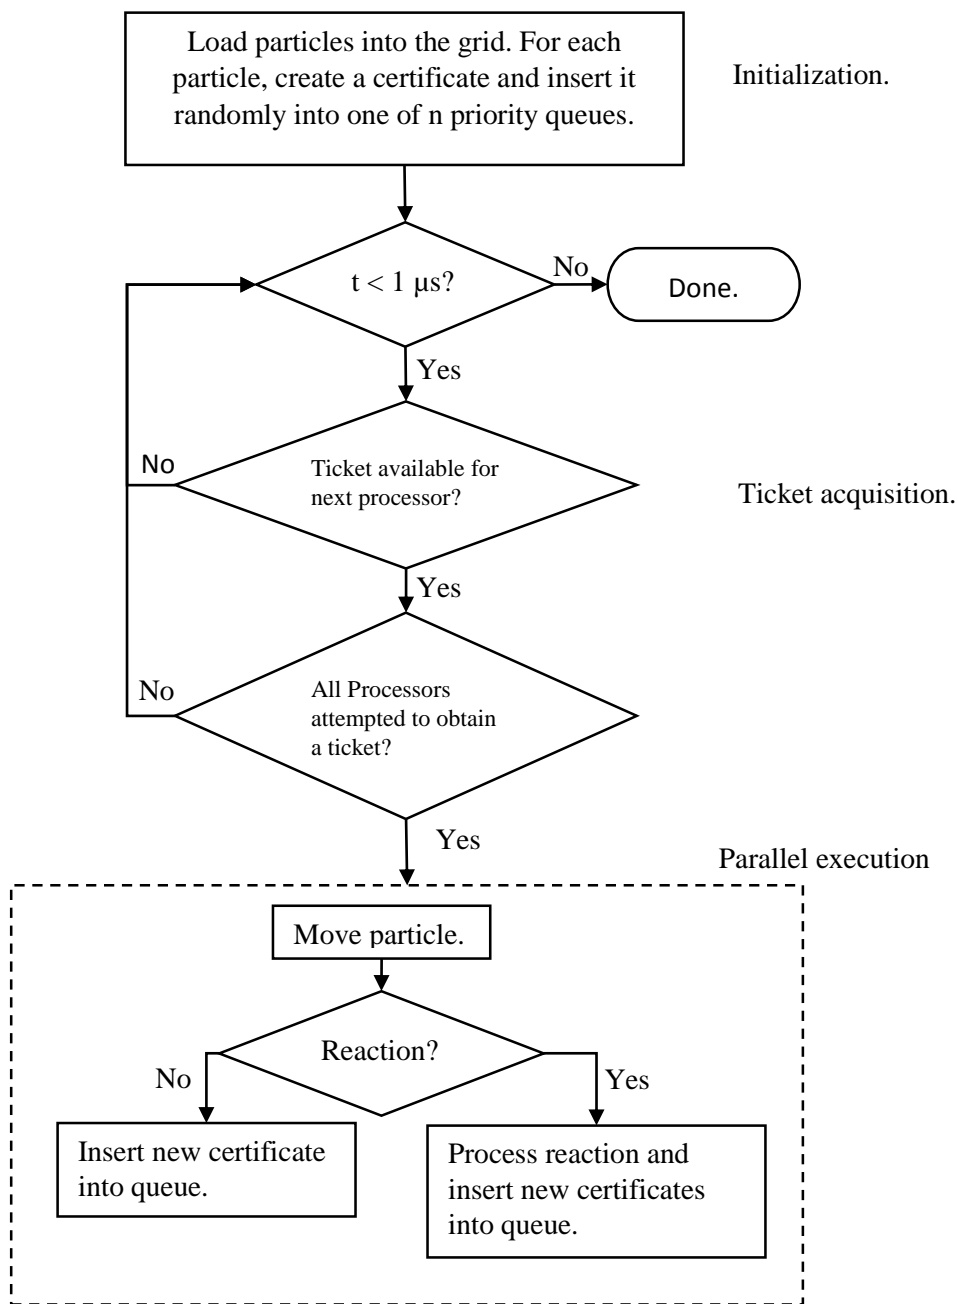 Load particles into the grid. For each
particle, create a certificate and insert it
randomly into one of n priority queues.
Initialization.
t < 1 µs?
No
Done.
Yes
No
Ticket available for
next processor?
Ticket acquisition.
Yes
No
All Processors
attempted to obtain
a ticket?
Yes
Parallel execution
Move particle.
Reaction?
No
Yes
Insert new certificate
into queue.
Process reaction and
insert new certificates
into queue.